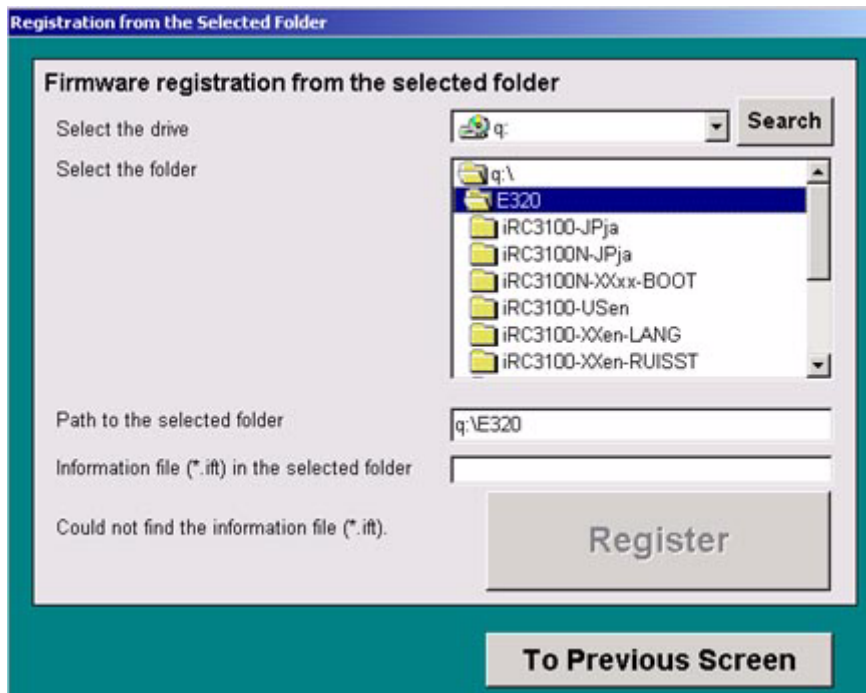 Registration from the Selected Folder
Firmware registration from the selected folder
Select the drive
q:
Search
Select the folder
q:\
E320
iRC3100-JPja
iRC3100N-JPja
iRC3100N-XXxx-BOOT
iRC3100-USen
iRC3100-XXen-LANG
iRC3100-XXen-RUISST
Path to the selected folder
q:\E320
Information file (*.ift) in the selected folder
Could not find the information file (*.ift).
Register
To Previous Screen